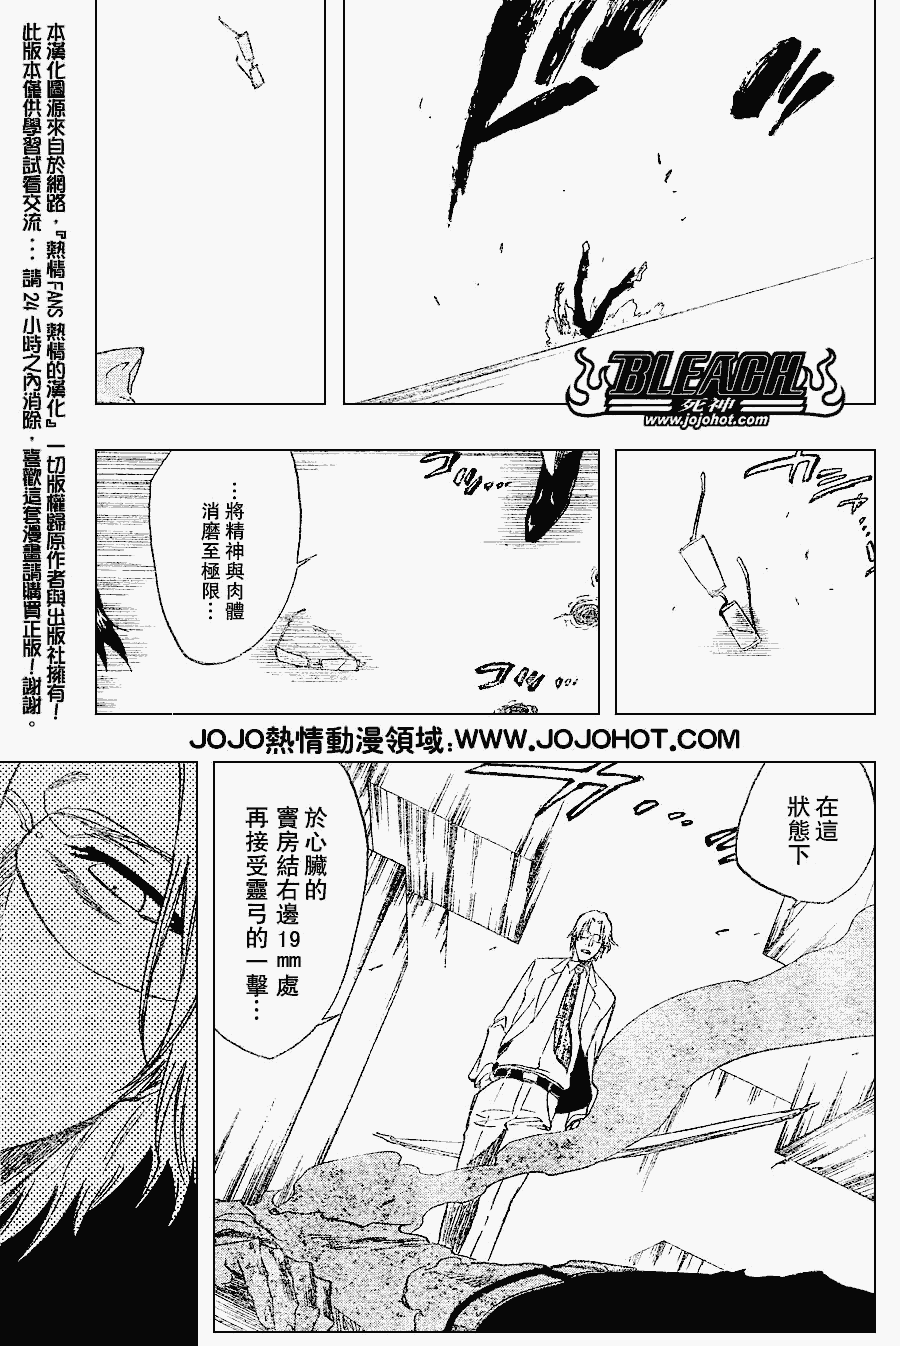 本漢化圖源來自於網路，『熱情FANS 熱情的漢化』一切版權歸原作者與出版社擁有！
此版本僅供學習試看交流… 請 24 小時之內消除，喜歡這套漫畫請購買正版！謝謝。
BLEACH
死神
www.jojohot.com
…將精神與肉體
消磨至極限…
JOJO熱情動漫領域:WWW.JOJOHOT.COM
在這
狀態下
於心臟的
竇房結右邊19mm處
再接受靈弓的一擊…